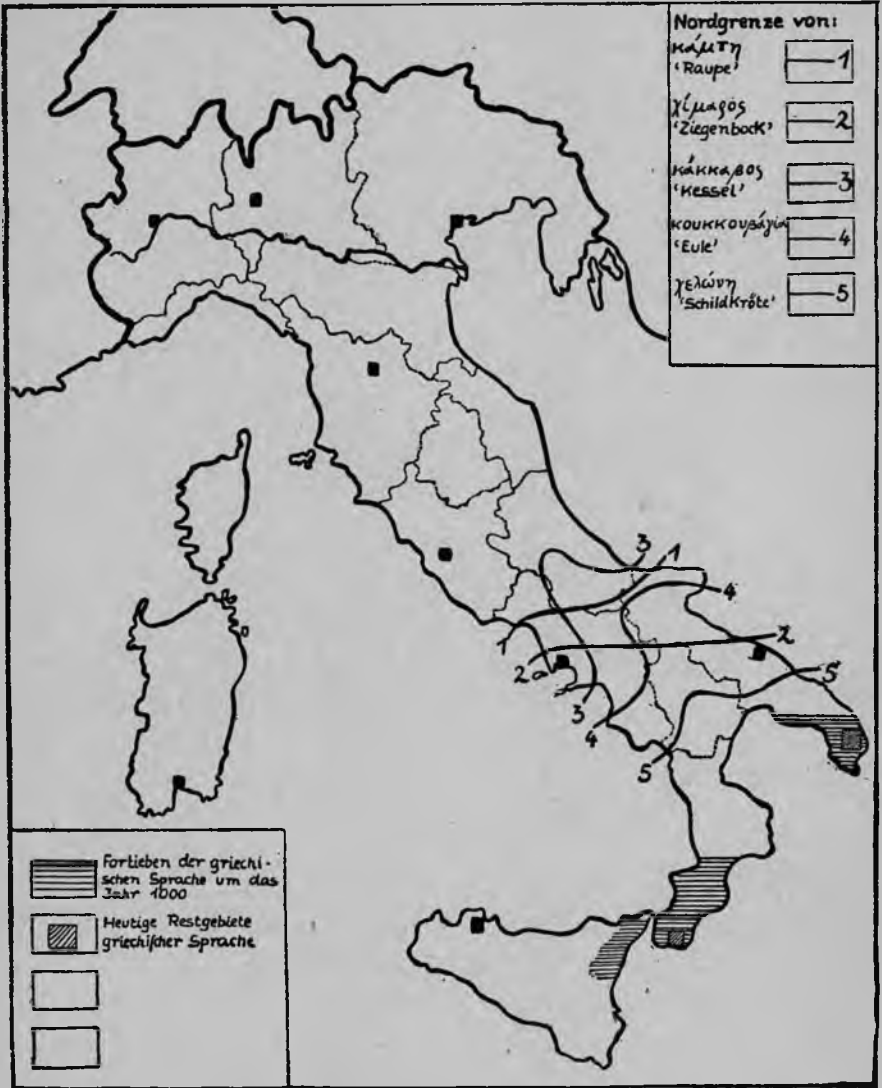 Nordgrenze von:
κάμπη
'Raupe'
1
χίμαρος
'Ziegenbock'
2
κάκκαβος
'Kessel'
3
κουκκουβάγια
'Eule'
4
χελώνη
'Schildkröte'
5
3
1
4
1
2
2
3
4
5
5
Fortleben der griechi-
schen Sprache um das
Jahr 1000
Heutige Restgebiete
griechischer Sprache